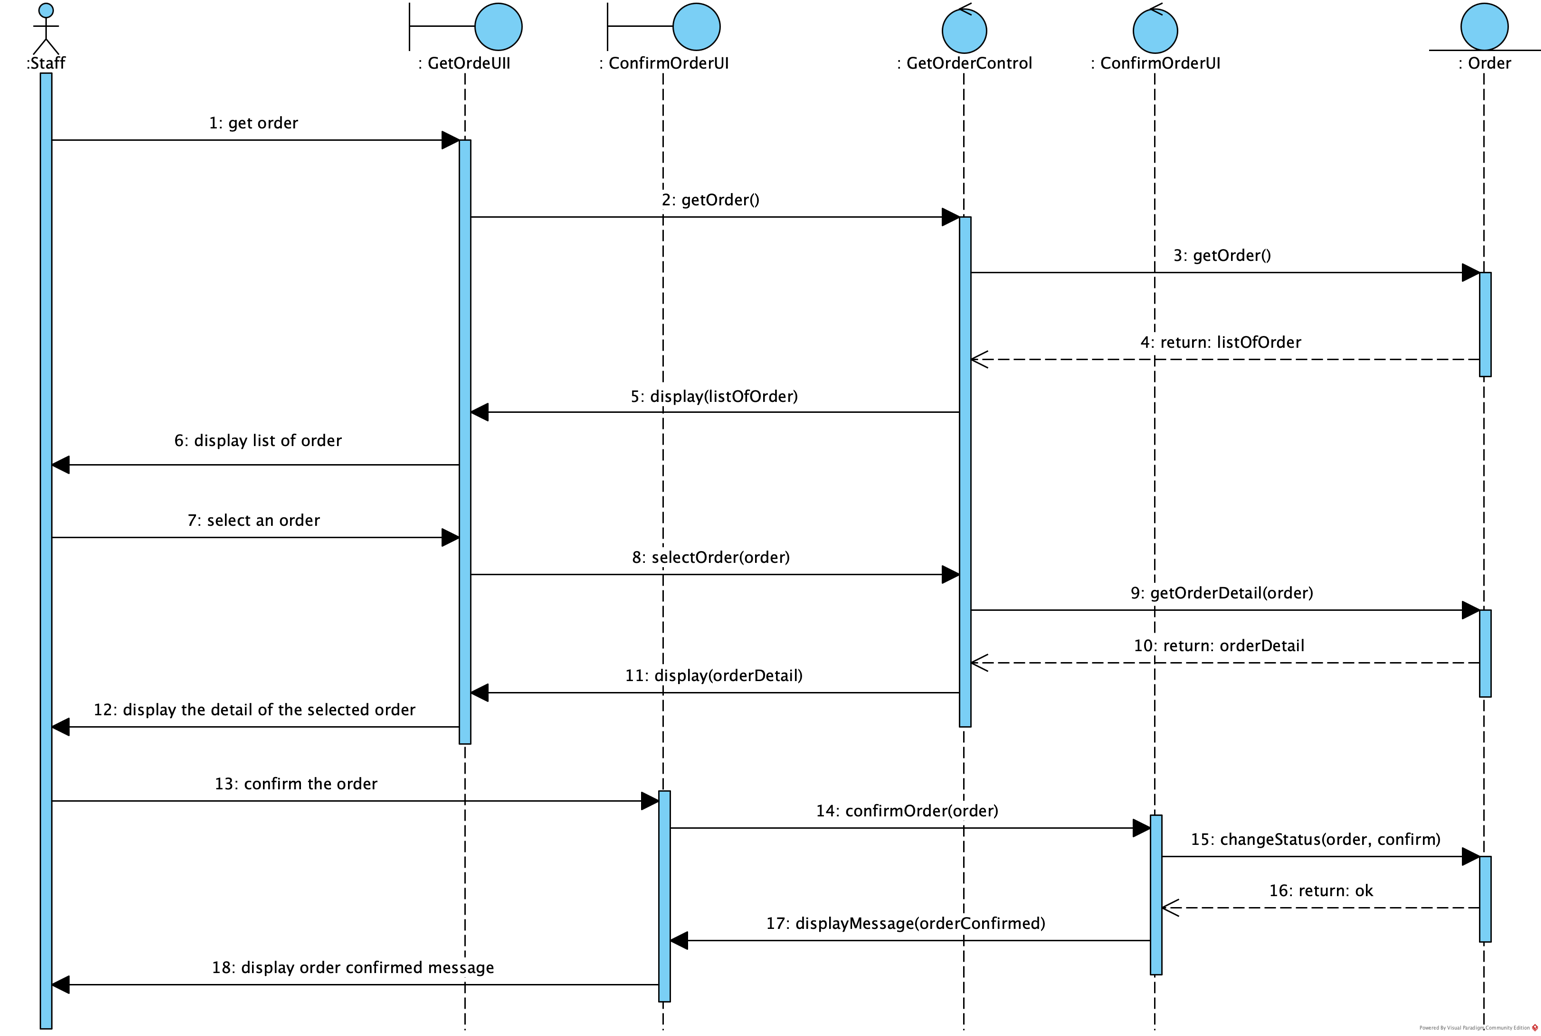 :Staff
: GetOrdeUII
: ConfirmOrderUI
: GetOrderControl
: ConfirmOrderUI
: Order
1: get order
2: getOrder()
3: getOrder()
4: return: listOfOrder
5: display(listOfOrder)
6: display list of order
7: select an order
8: selectOrder(order)
9: getOrderDetail(order)
10: return: orderDetail
11: display(orderDetail)
12: display the detail of the selected order
13: confirm the order
14: confirmOrder(order)
15: changeStatus(order, confirm)
16: return: ok
17: displayMessage(orderConfirmed)
18: display order confirmed message
Powered By Visual Paradigm Community Edition